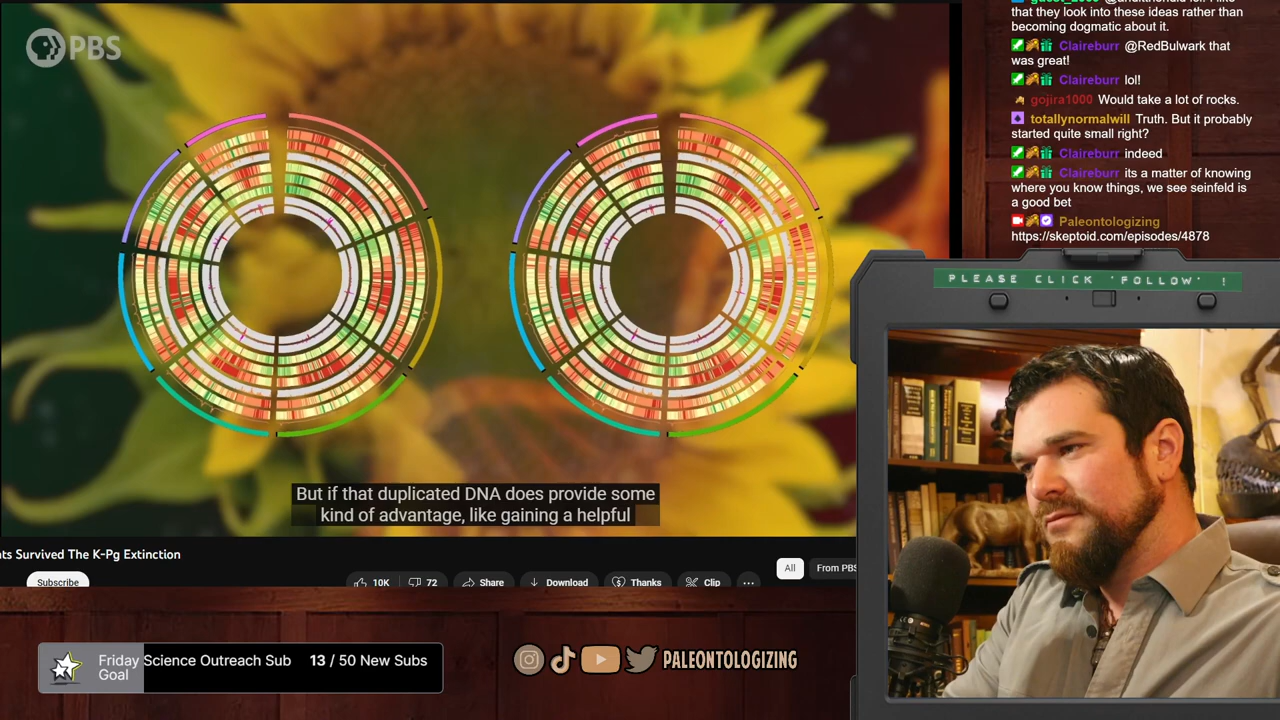 PBS
that they look into these ideas rather than
becoming dogmatic about it.
Claireburr @RedBulwark that
was great!
Claireburr lol!
gojira1000 Would take a lot of rocks.
totallynormalwill Truth. But it probably
started quite small right?
Claireburr indeed
Claireburr its a matter of knowing
where you know things, we see seinfeld is
a good bet
Paleontologizing
https://skeptoid.com/episodes/4878
PLEASE CLICK 'FOLLOW' !
But if that duplicated DNA does provide some
kind of advantage, like gaining a helpful
ts Survived The K-Pg Extinction
Subscribe
10K
72
Share
Download
Thanks
Clip
All
From PBS
Friday Science Outreach Sub
Goal
13 / 50 New Subs
PALEONTOLOGIZING